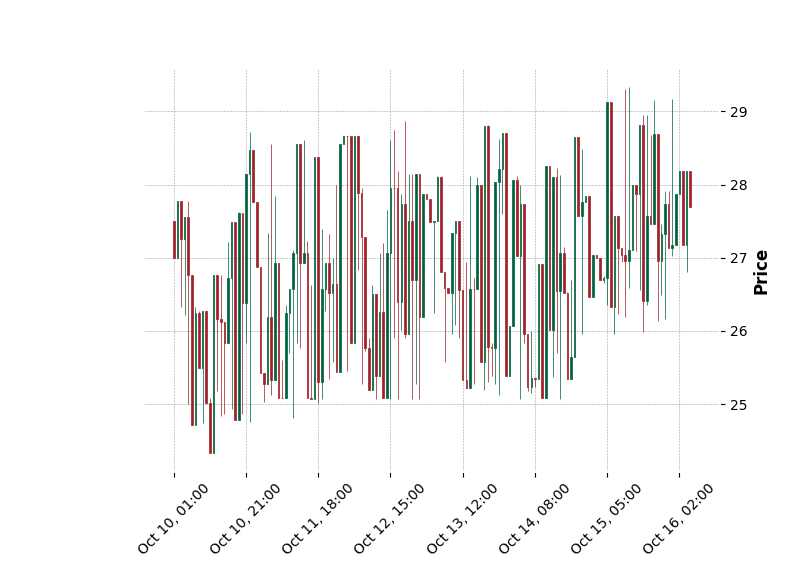 29
28
27
26
25
Price
Oct 10, 01:00
Oct 10, 21:00
Oct 11, 18:00
Oct 12, 15:00
Oct 13, 12:00
Oct 14, 08:00
Oct 15, 05:00
Oct 16, 02:00